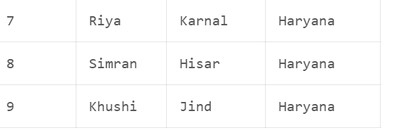 7 Riya Karnal Haryana
8 Simran Hisar Haryana
9 Khushi Jind Haryana